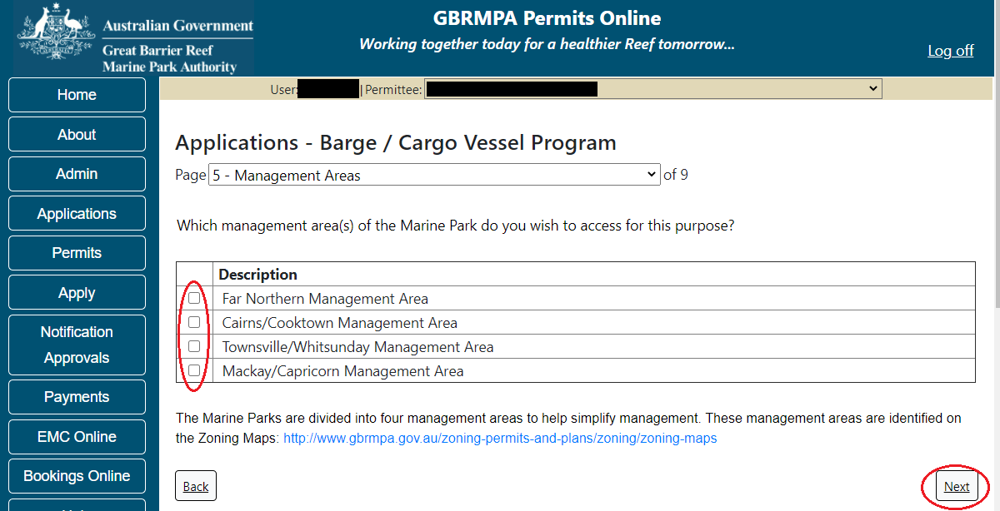 Australian Government
Great Barrier Reef
Marine Park Authority
GBRMPA Permits Online
Working together today for a healthier Reef tomorrow...
Log off
Home
About
Admin
Applications
Permits
Apply
Notification
Approvals
Payments
EMC Online
Bookings Online
User: | Permittee:
Applications - Barge / Cargo Vessel Program
Page 5 - Management Areas of 9
Which management area(s) of the Marine Park do you wish to access for this purpose?
Description
Far Northern Management Area
Cairns/Cooktown Management Area
Townsville/Whitsunday Management Area
Mackay/Capricorn Management Area
The Marine Parks are divided into four management areas to help simplify management. These management areas are identified on
the Zoning Maps: http://www.gbrmpa.gov.au/zoning-permits-and-plans/zoning/zoning-maps
Back
Next